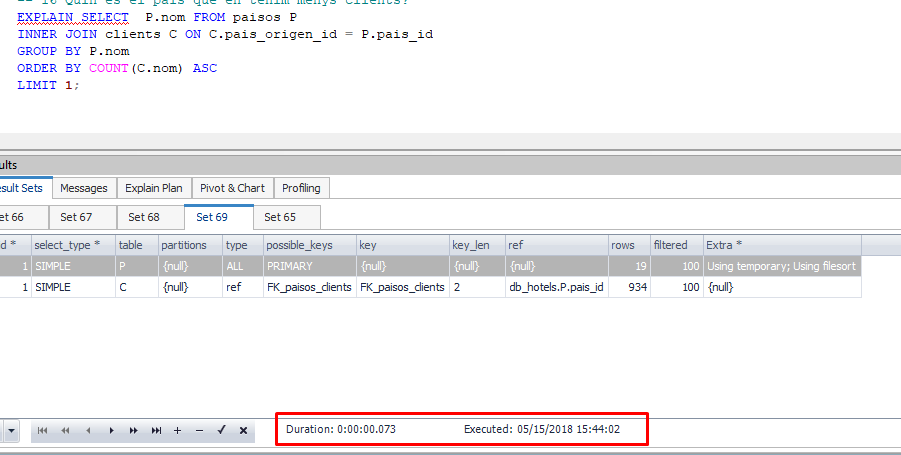 -- 16 Quin es el pais que en tenim menys clients?
EXPLAIN SELECT P.nom FROM paisos P
INNER JOIN clients C ON C.pais_origen_id = P.pais_id
GROUP BY P.nom
ORDER BY COUNT(C.nom) ASC
LIMIT 1;
ults
esult Sets Messages Explain Plan Pivot & Chart Profiling
et 66 Set 67 Set 68 Set 69 Set 65
d * select_type * table partitions type possible_keys key key_len ref rows filtered Extra *
1 SIMPLE P {null} ALL PRIMARY {null} {null} {null} 19 100 Using temporary; Using filesort
1 SIMPLE C {null} ref FK_paisos_clients FK_paisos_clients 2 db_hotels.P.pais_id 934 100 {null}
Duration: 0:00:00.073 Executed: 05/15/2018 15:44:02